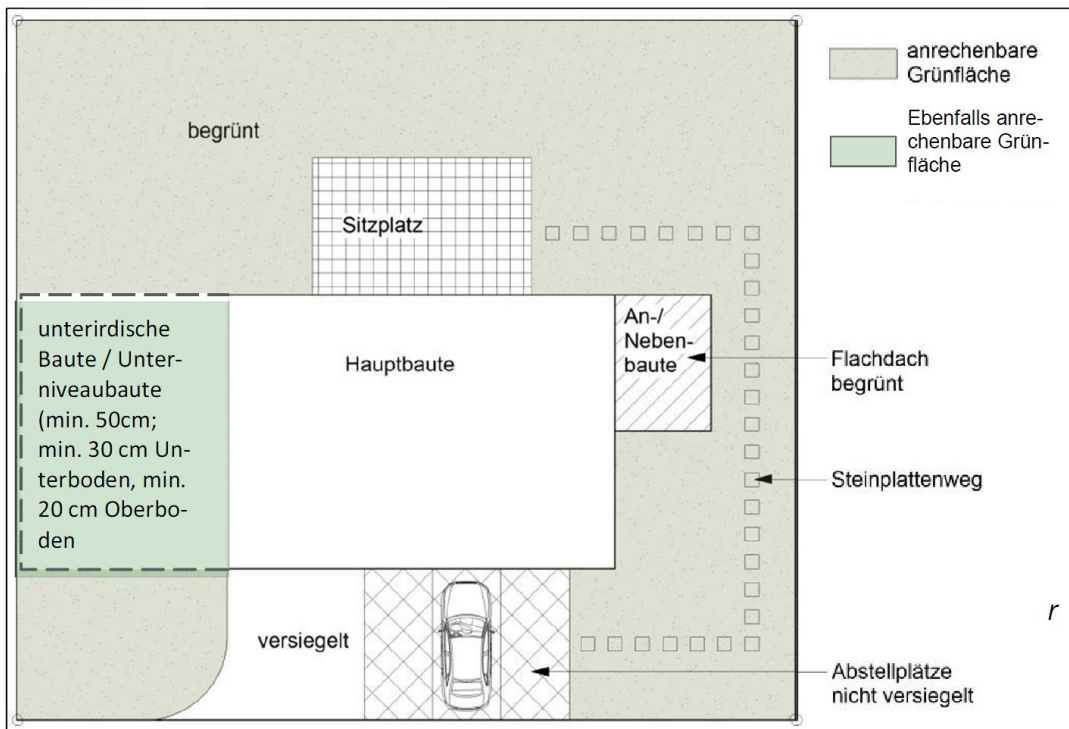 anrechenbare
Grünfläche
Ebenfalls anre-
chenbare Grün-
fläche
begrünt
Sitzplatz
unterirdische
Baute / Unter-
niveaubaute
(min. 50cm;
min. 30 cm Un-
terboden, min.
20 cm Oberbo-
den
Hauptbaute
An-/
Neben-
baute
Flachdach
begrünt
Steinplattenweg
r
versiegelt
Abstellplätze
nicht versiegelt